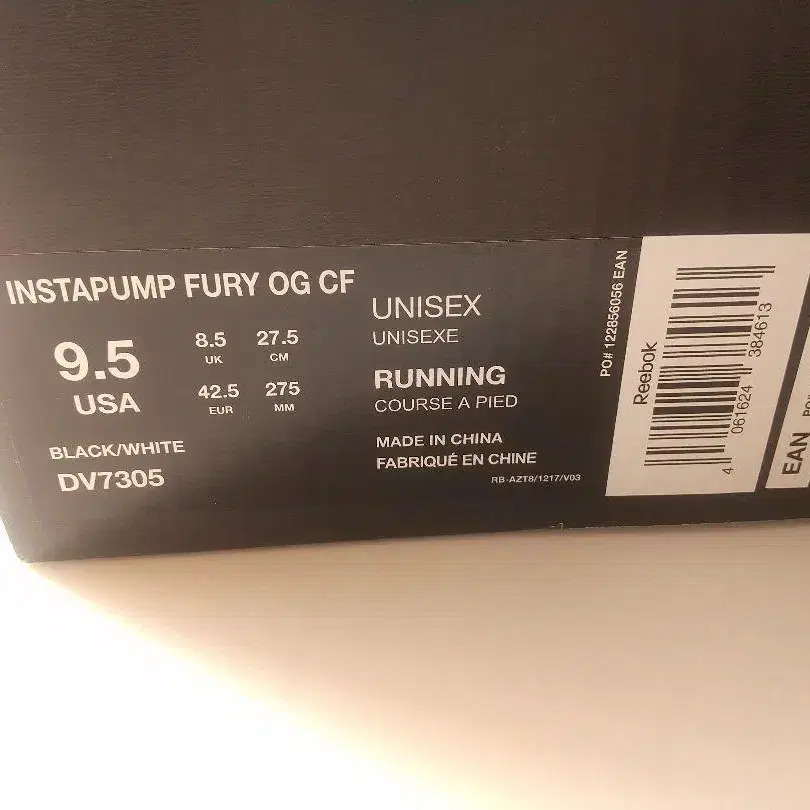 INSTAPUMP FURY OG CF
9.5
USA
8.5
UK
27.5
CM
42.5
EUR
275
MM
BLACK/WHITE
DV7305
UNISEX
UNISEXE
RUNNING
COURSE A PIED
MADE IN CHINA
FABRIQUÉ EN CHINE
RB-AZT8/1217/V03
PO# 122856056 EAN
Reebok
4 061624 384613
EAN